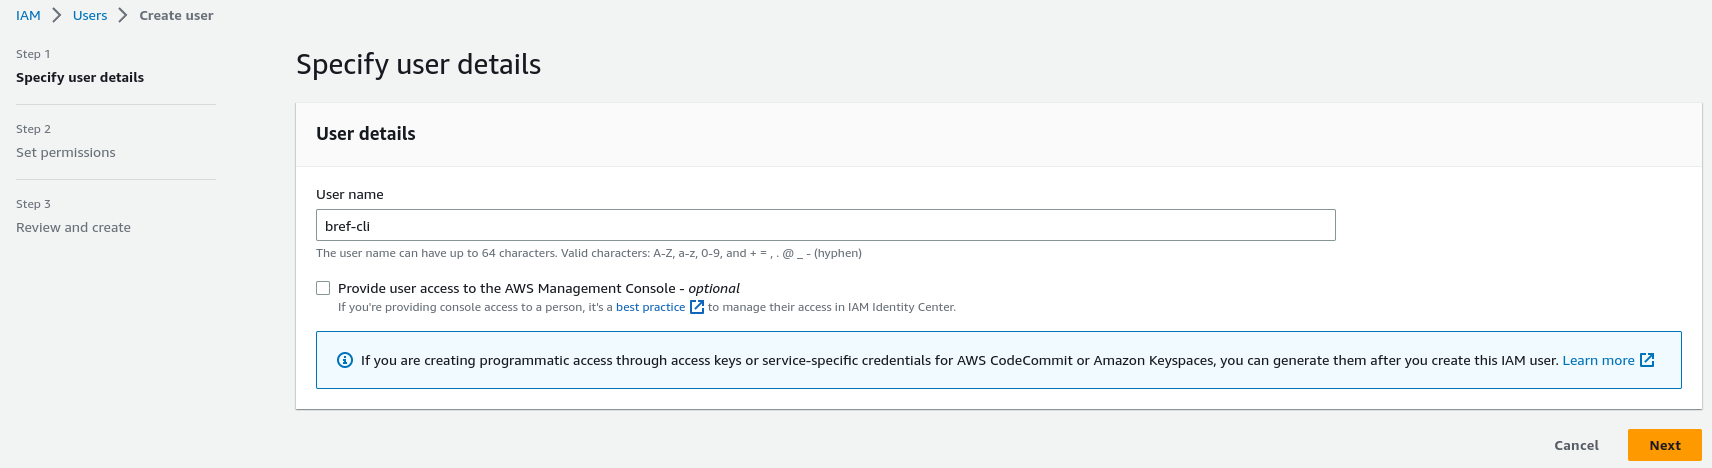 IAM > Users > Create user
Step 1
Specify user details
Step 2
Set permissions
Step 3
Review and create
Specify user details
User details
User name
bref-cli
The user name can have up to 64 characters. Valid characters: A-Z, a-z, 0-9, and + = , . @ _ - (hyphen)
Provide user access to the AWS Management Console - optional
If you're providing console access to a person, it's a best practice to manage their access in IAM Identity Center.
If you are creating programmatic access through access keys or service-specific credentials for AWS CodeCommit or Amazon Keyspaces, you can generate them after you create this IAM user. Learn more
Cancel Next